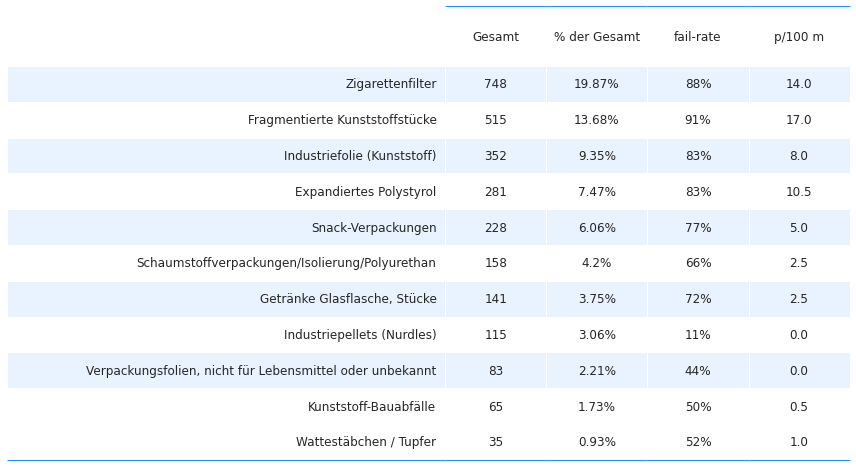 Gesamt % der Gesamt fail-rate p/100 m
Zigarettenfilter 748 19.87% 88% 14.0
Fragmentierte Kunststoffstücke 515 13.68% 91% 17.0
Industriefolie (Kunststoff) 352 9.35% 83% 8.0
Expandiertes Polystyrol 281 7.47% 83% 10.5
Snack-Verpackungen 228 6.06% 77% 5.0
Schaumstoffverpackungen/Isolierung/Polyurethan 158 4.2% 66% 2.5
Getränke Glasflasche, Stücke 141 3.75% 72% 2.5
Industriepellets (Nurdles) 115 3.06% 11% 0.0
Verpackungsfolien, nicht für Lebensmittel oder unbekannt 83 2.21% 44% 0.0
Kunststoff-Bauabfälle 65 1.73% 50% 0.5
Wattestäbchen / Tupfer 35 0.93% 52% 1.0